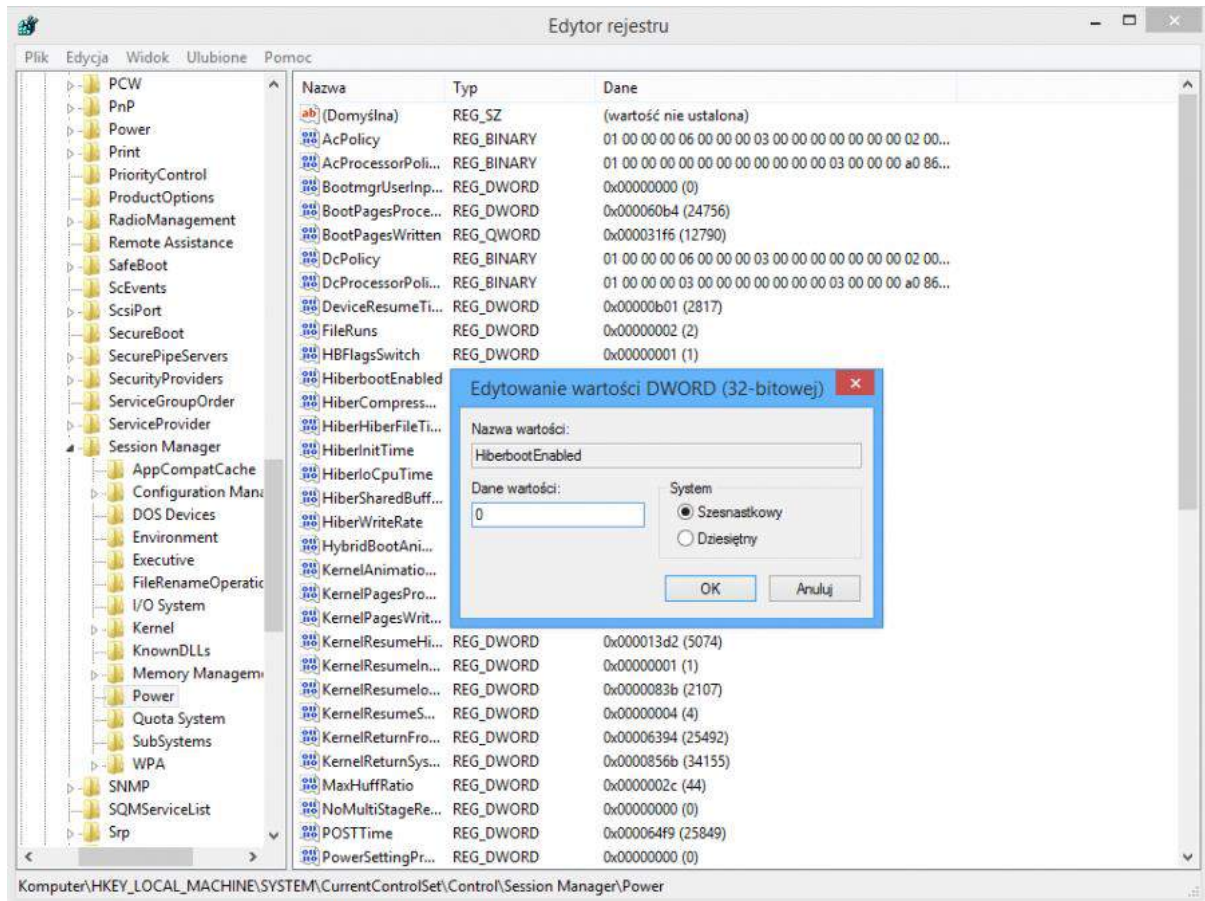 Edytor rejestru
Plik Edycja Widok Ulubione Pomoc
PCW
PnP
Power
Print
PriorityControl
ProductOptions
RadioManagement
Remote Assistance
SafeBoot
ScEvents
ScsiPort
SecureBoot
SecurePipeServers
SecurityProviders
ServiceGroupOrder
ServiceProvider
Session Manager
AppCompatCache
Configuration Mana
DOS Devices
Environment
Executive
FileRenameOperatic
I/O System
Kernel
KnownDLLs
Memory Managem
Power
Quota System
SubSystems
WPA
SNMP
SQMServiceList
Srp
Nazwa Typ Dane
(Domyślna) REG_SZ (wartość nie ustalona)
AcPolicy REG_BINARY 01 00 00 00 06 00 00 00 03 00 00 00 00 00 00 00 02 00...
AcProcessorPoli... REG_BINARY 01 00 00 00 00 00 00 00 00 00 00 00 03 00 00 00 a0 86...
BootmgrUserInp... REG_DWORD 0x00000000 (0)
BootPagesProce... REG_DWORD 0x000060b4 (24756)
BootPagesWritten REG_QWORD 0x000031f6 (12790)
DcPolicy REG_BINARY 01 00 00 00 06 00 00 00 03 00 00 00 00 00 00 00 02 00...
DcProcessorPoli... REG_BINARY 01 00 00 00 03 00 00 00 00 00 00 00 03 00 00 00 a0 86...
DeviceResumeTi... REG_DWORD 0x00000b01 (2817)
FileRuns REG_DWORD 0x00000002 (2)
HBFlagsSwitch REG_DWORD 0x00000001 (1)
HiberbootEnabled
HiberCompress...
HiberHiberFileTi...
HiberInitTime
HiberIoCpuTime
HiberSharedBuff...
HiberWriteRate
HybridBootAni...
KernelAnimatio...
KernelPagesPro...
KernelPagesWrit...
KernelResumeHi... REG_DWORD 0x000013d2 (5074)
KernelResumeIn... REG_DWORD 0x00000001 (1)
KernelResumeIo... REG_DWORD 0x0000083b (2107)
KernelResumeS... REG_DWORD 0x00000004 (4)
KernelReturnFro... REG_DWORD 0x00006394 (25492)
KernelReturnSys... REG_DWORD 0x0000856b (34155)
MaxHuffRatio REG_DWORD 0x0000002c (44)
NoMultiStageRe... REG_DWORD 0x00000000 (0)
POSTTime REG_DWORD 0x000064f9 (25849)
PowerSettingPr... REG_DWORD 0x00000000 (0)
Edytowanie wartości DWORD (32-bitowej)
Nazwa wartości:
HiberbootEnabled
Dane wartości: System
0
Szesnastkowy
Dziesiętny
OK Anuluj
Komputer\HKEY_LOCAL_MACHINE\SYSTEM\CurrentControlSet\Control\Session Manager\Power